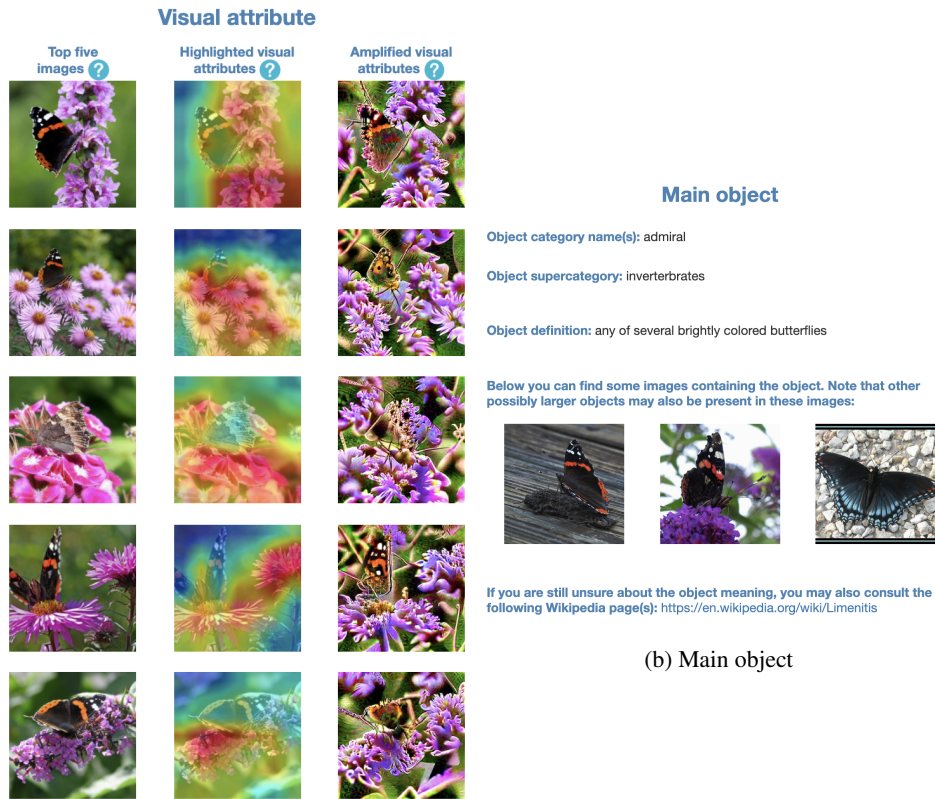 Visual attribute
Top five
images ?
Highlighted visual
attributes ?
Amplified visual
attributes ?
Main object
Object category name(s): admiral
Object supercategory: inverterbrates
Object definition: any of several brightly colored butterflies
Below you can find some images containing the object. Note that other
possibly larger objects may also be present in these images:
If you are still unsure about the object meaning, you may also consult the
following Wikipedia page(s): https://en.wikipedia.org/wiki/Limenitis
(b) Main object